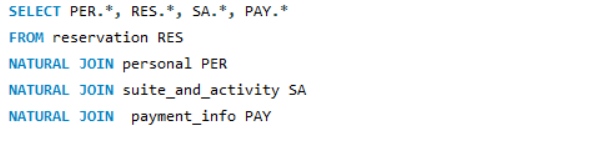 SELECT PER.*, RES.*, SA.*, PAY.*
FROM reservation RES
NATURAL JOIN personal PER
NATURAL JOIN suite_and_activity SA
NATURAL JOIN  payment_info PAY